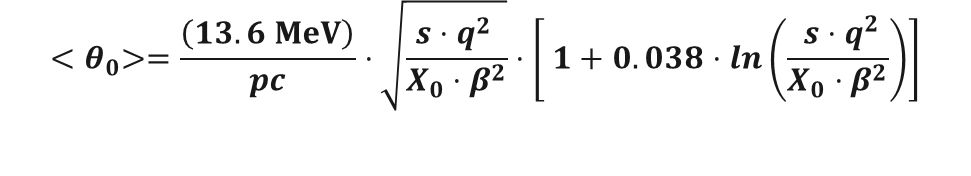 < θ₀ >= (13.6 MeV) / pc · √(s · q² / X₀ · β²) · [1 + 0.038 · ln(s · q² / X₀ · β²)]